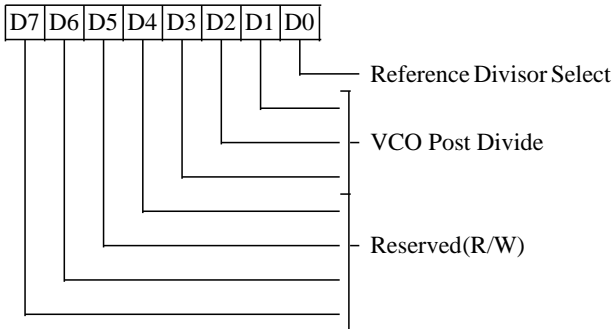 D7 D6 D5 D4 D3 D2 D1 D0
Reference Divisor Select
VCO Post Divide
Reserved (R/W)